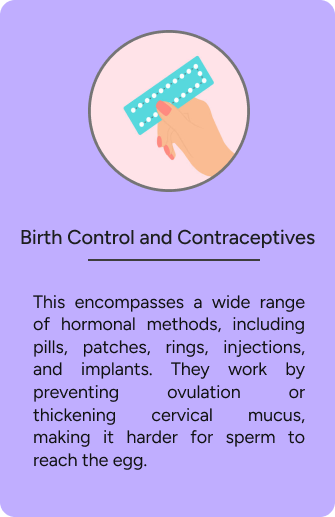 Birth Control and Contraceptives
This encompasses a wide range
of hormonal methods, including
pills, patches, rings, injections,
and implants. They work by
preventing ovulation or
thickening cervical mucus,
making it harder for sperm to
reach the egg.